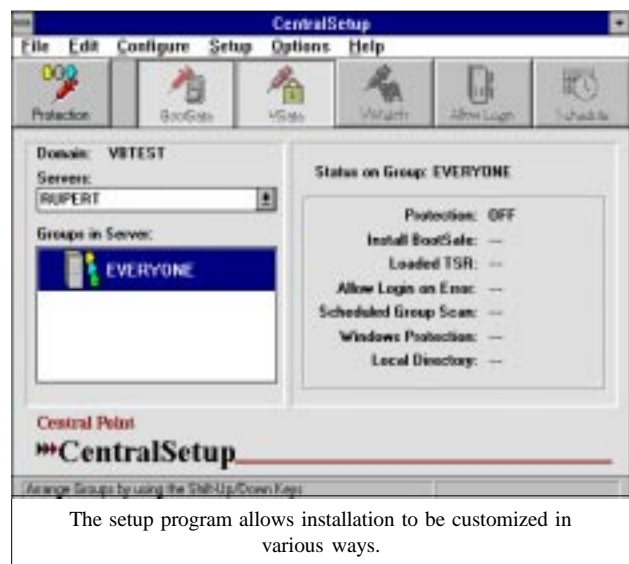 CentralSetup
File Edit Configure Setup Options Help
Protection BootSafe VSafe VWatch Allow Login Schedule
Domain: VBTEST
Servers:
RUPERT
Groups in Server:
EVERYONE
Status on Group: EVERYONE
Protection: OFF
Install BootSafe: ---
Loaded TSR: ---
Allow Login on Error: ---
Scheduled Group Scan: ---
Windows Protection: ---
Local Directory: ---
Central Point
CentralSetup
Arrange Groups by using the Shift-Up/Down Keys
The setup program allows installation to be customized in
various ways.